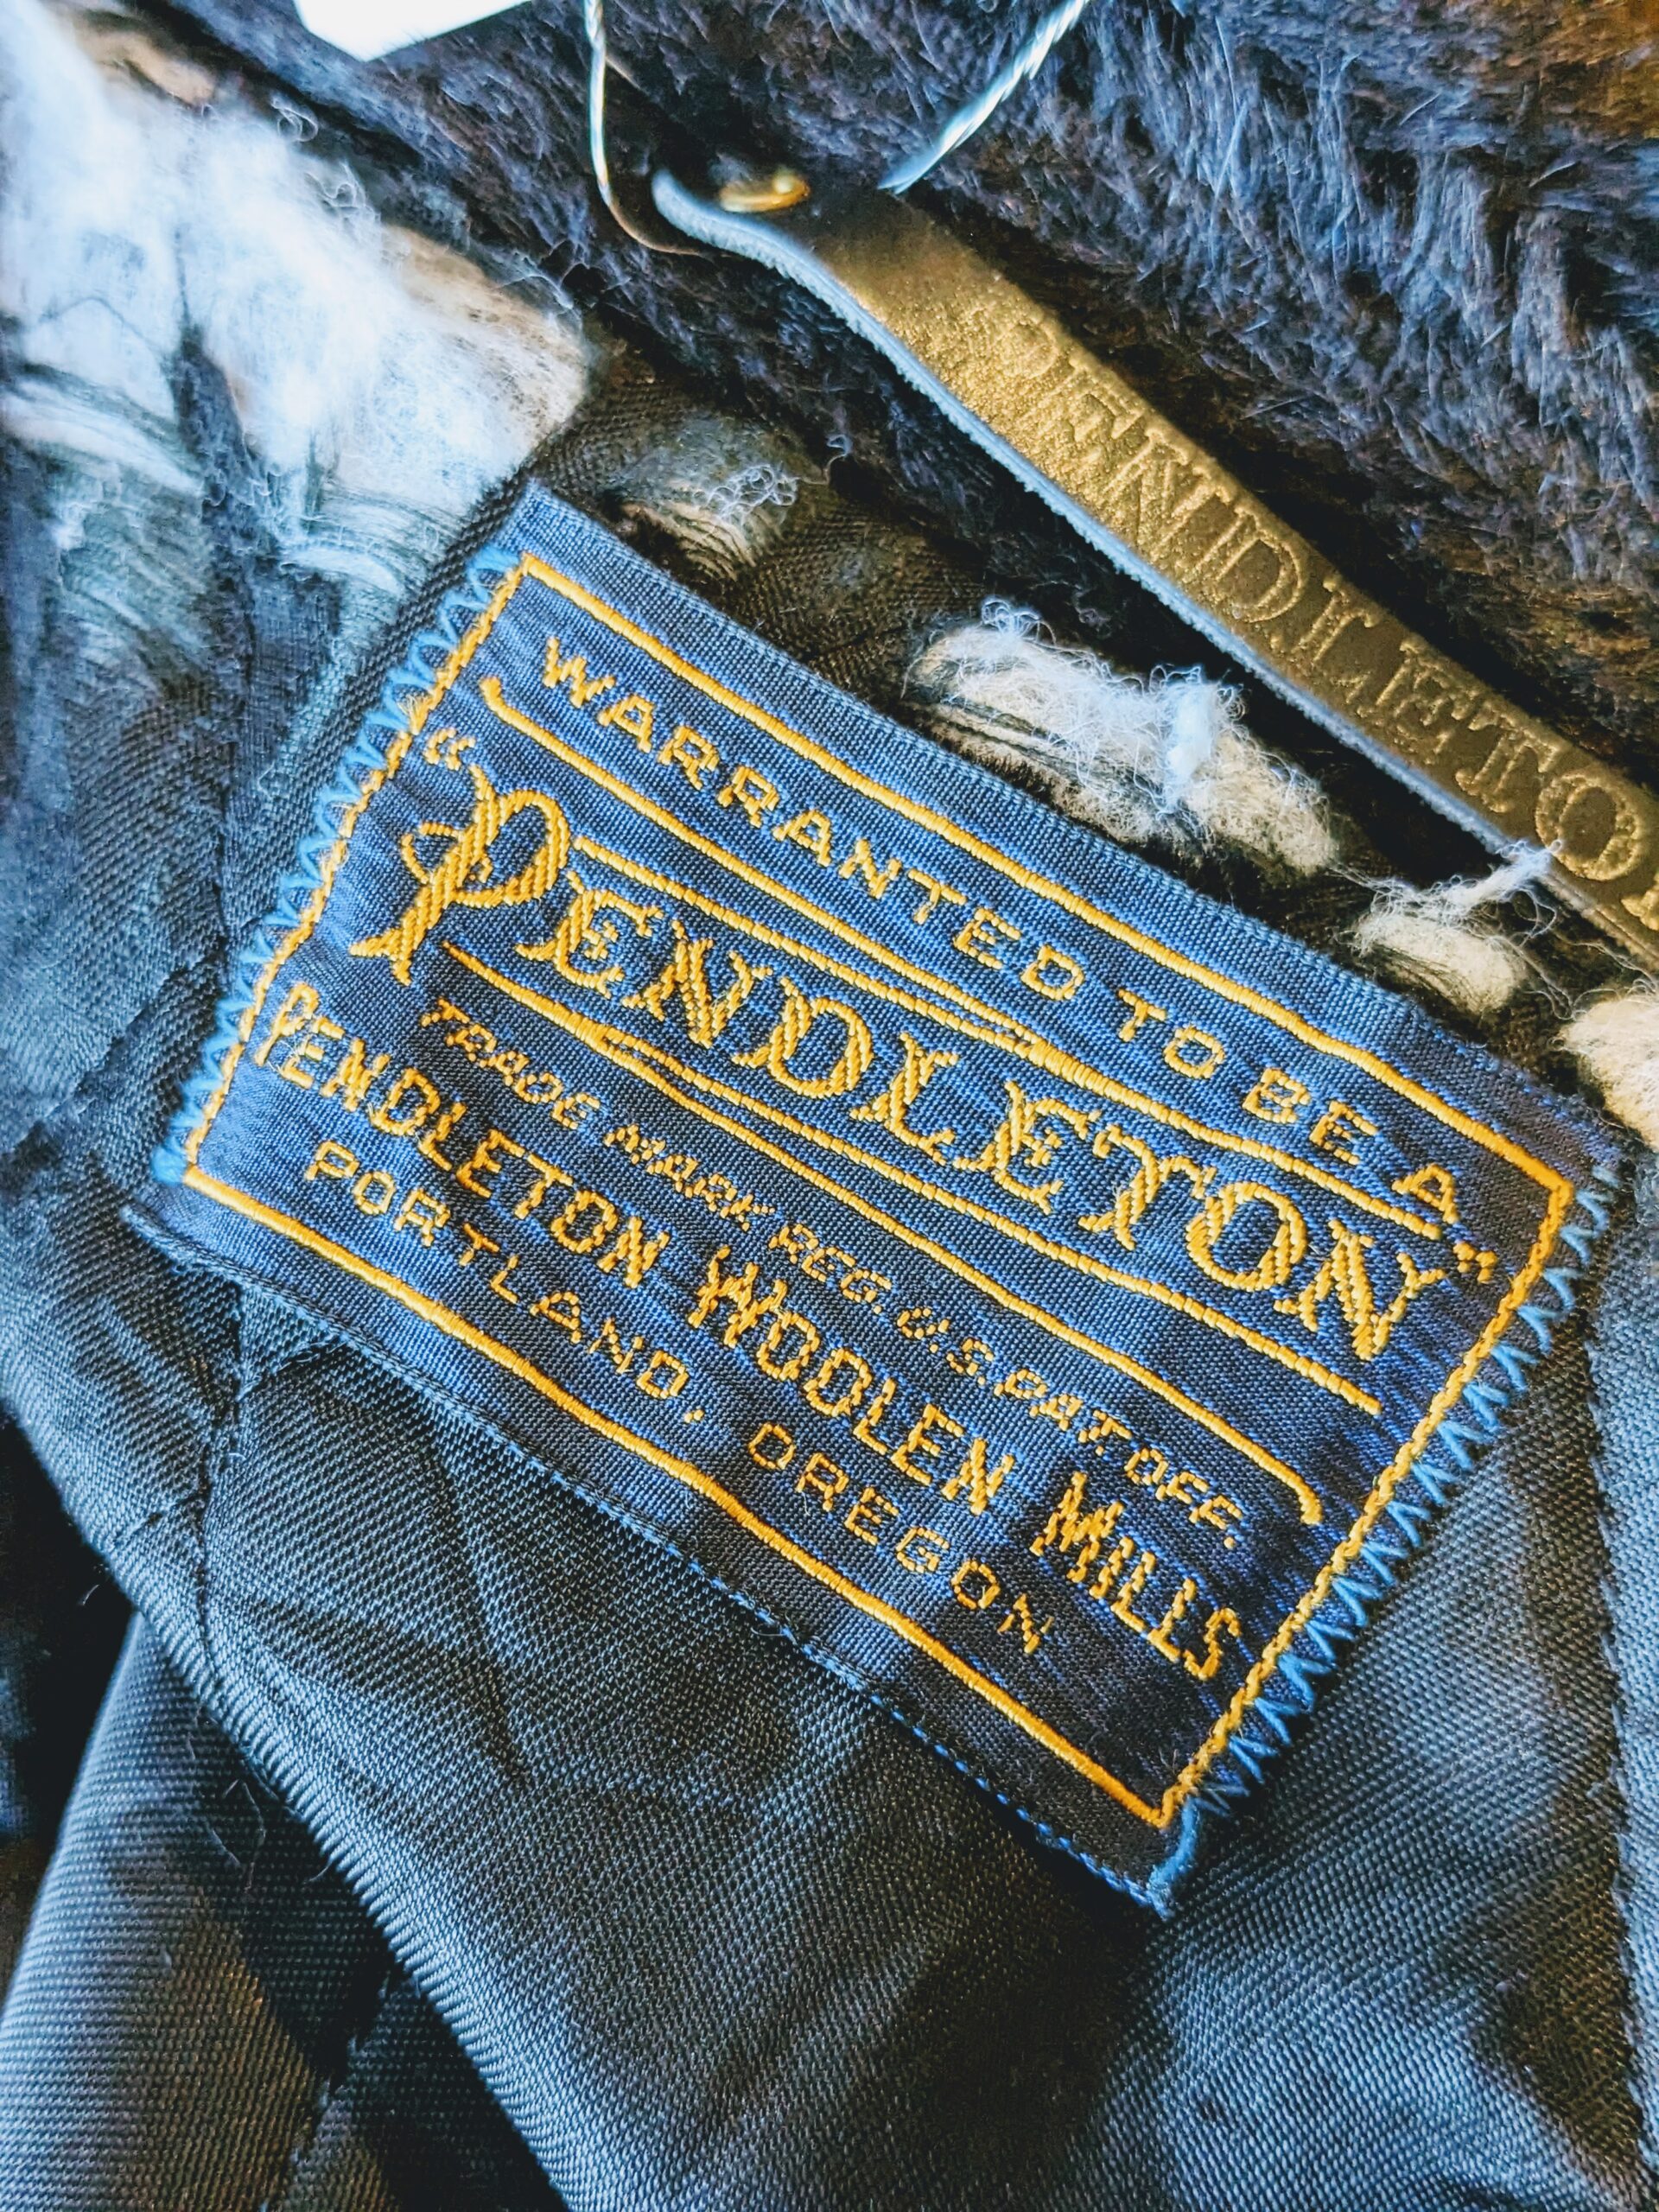 PENDLETON
WARRANTED TO BE A
"PENDLETON"
TRADE MARK REG. U.S. PAT. OFF.
PENDLETON WOOLEN MILLS
PORTLAND, OREGON